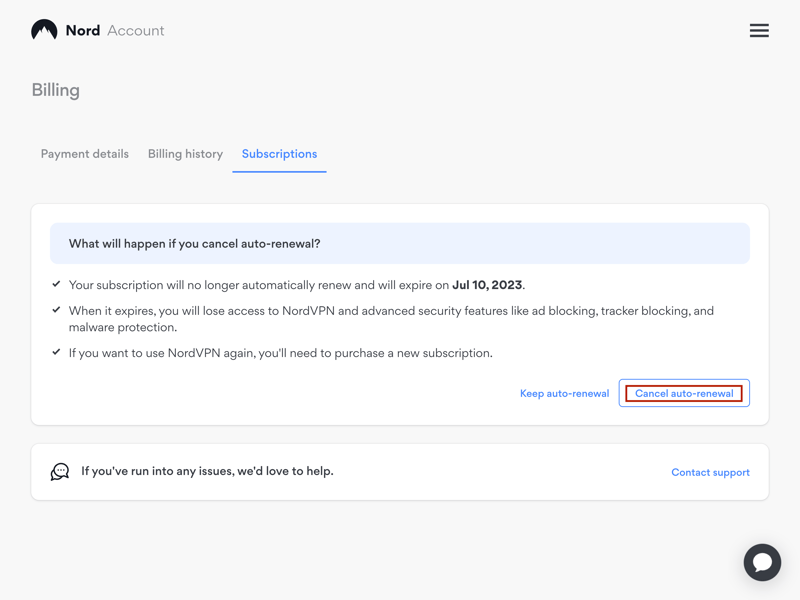 Nord Account
Billing
Payment details Billing history Subscriptions
What will happen if you cancel auto-renewal?
Your subscription will no longer automatically renew and will expire on Jul 10, 2023.
When it expires, you will lose access to NordVPN and advanced security features like ad blocking, tracker blocking, and
malware protection.
If you want to use NordVPN again, you'll need to purchase a new subscription.
Keep auto-renewal Cancel auto-renewal
If you've run into any issues, we'd love to help.
Contact support